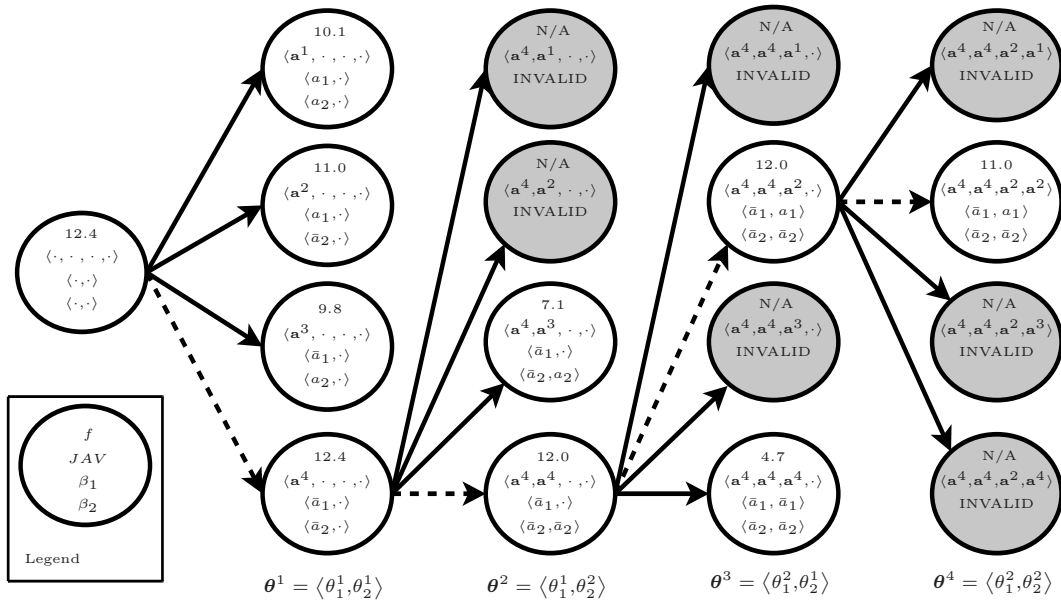 12.4
⟨·, ·, ·, ·⟩
⟨·,·⟩
⟨·,·⟩
f
JAV
β₁
β₂
Legend
10.1
⟨𝐚¹, ·, ·, ·⟩
⟨a₁,·⟩
⟨a₂,·⟩
11.0
⟨𝐚², ·, ·, ·⟩
⟨a₁,·⟩
⟨ā₂,·⟩
9.8
⟨𝐚³, ·, ·, ·⟩
⟨ā₁,·⟩
⟨a₂,·⟩
12.4
⟨𝐚⁴, ·, ·, ·⟩
⟨ā₁,·⟩
⟨ā₂,·⟩
𝜽¹ = ⟨θ₁¹,θ₂¹⟩
N/A
⟨𝐚⁴,𝐚¹, ·,·⟩
INVALID
N/A
⟨𝐚⁴,𝐚², ·,·⟩
INVALID
7.1
⟨𝐚⁴,𝐚³, ·,·⟩
⟨ā₁,·⟩
⟨ā₂,a₂⟩
12.0
⟨𝐚⁴,𝐚⁴, ·,·⟩
⟨ā₁,·⟩
⟨ā₂,ā₂⟩
𝜽² = ⟨θ₁¹,θ₂²⟩
N/A
⟨𝐚⁴,𝐚⁴,𝐚¹,·⟩
INVALID
12.0
⟨𝐚⁴,𝐚⁴,𝐚²,·⟩
⟨ā₁, a₁⟩
⟨ā₂, ā₂⟩
N/A
⟨𝐚⁴,𝐚⁴,𝐚³,·⟩
INVALID
4.7
⟨𝐚⁴,𝐚⁴,𝐚⁴,·⟩
⟨ā₁, ā₁⟩
⟨ā₂, ā₂⟩
𝜽³ = ⟨θ₁²,θ₂¹⟩
N/A
⟨𝐚⁴,𝐚⁴,𝐚²,𝐚¹⟩
INVALID
11.0
⟨𝐚⁴,𝐚⁴,𝐚²,𝐚²⟩
⟨ā₁, a₁⟩
⟨ā₂, ā₂⟩
N/A
⟨𝐚⁴,𝐚⁴,𝐚²,𝐚³⟩
INVALID
N/A
⟨𝐚⁴,𝐚⁴,𝐚²,𝐚⁴⟩
INVALID
𝜽⁴ = ⟨θ₁²,θ₂²⟩